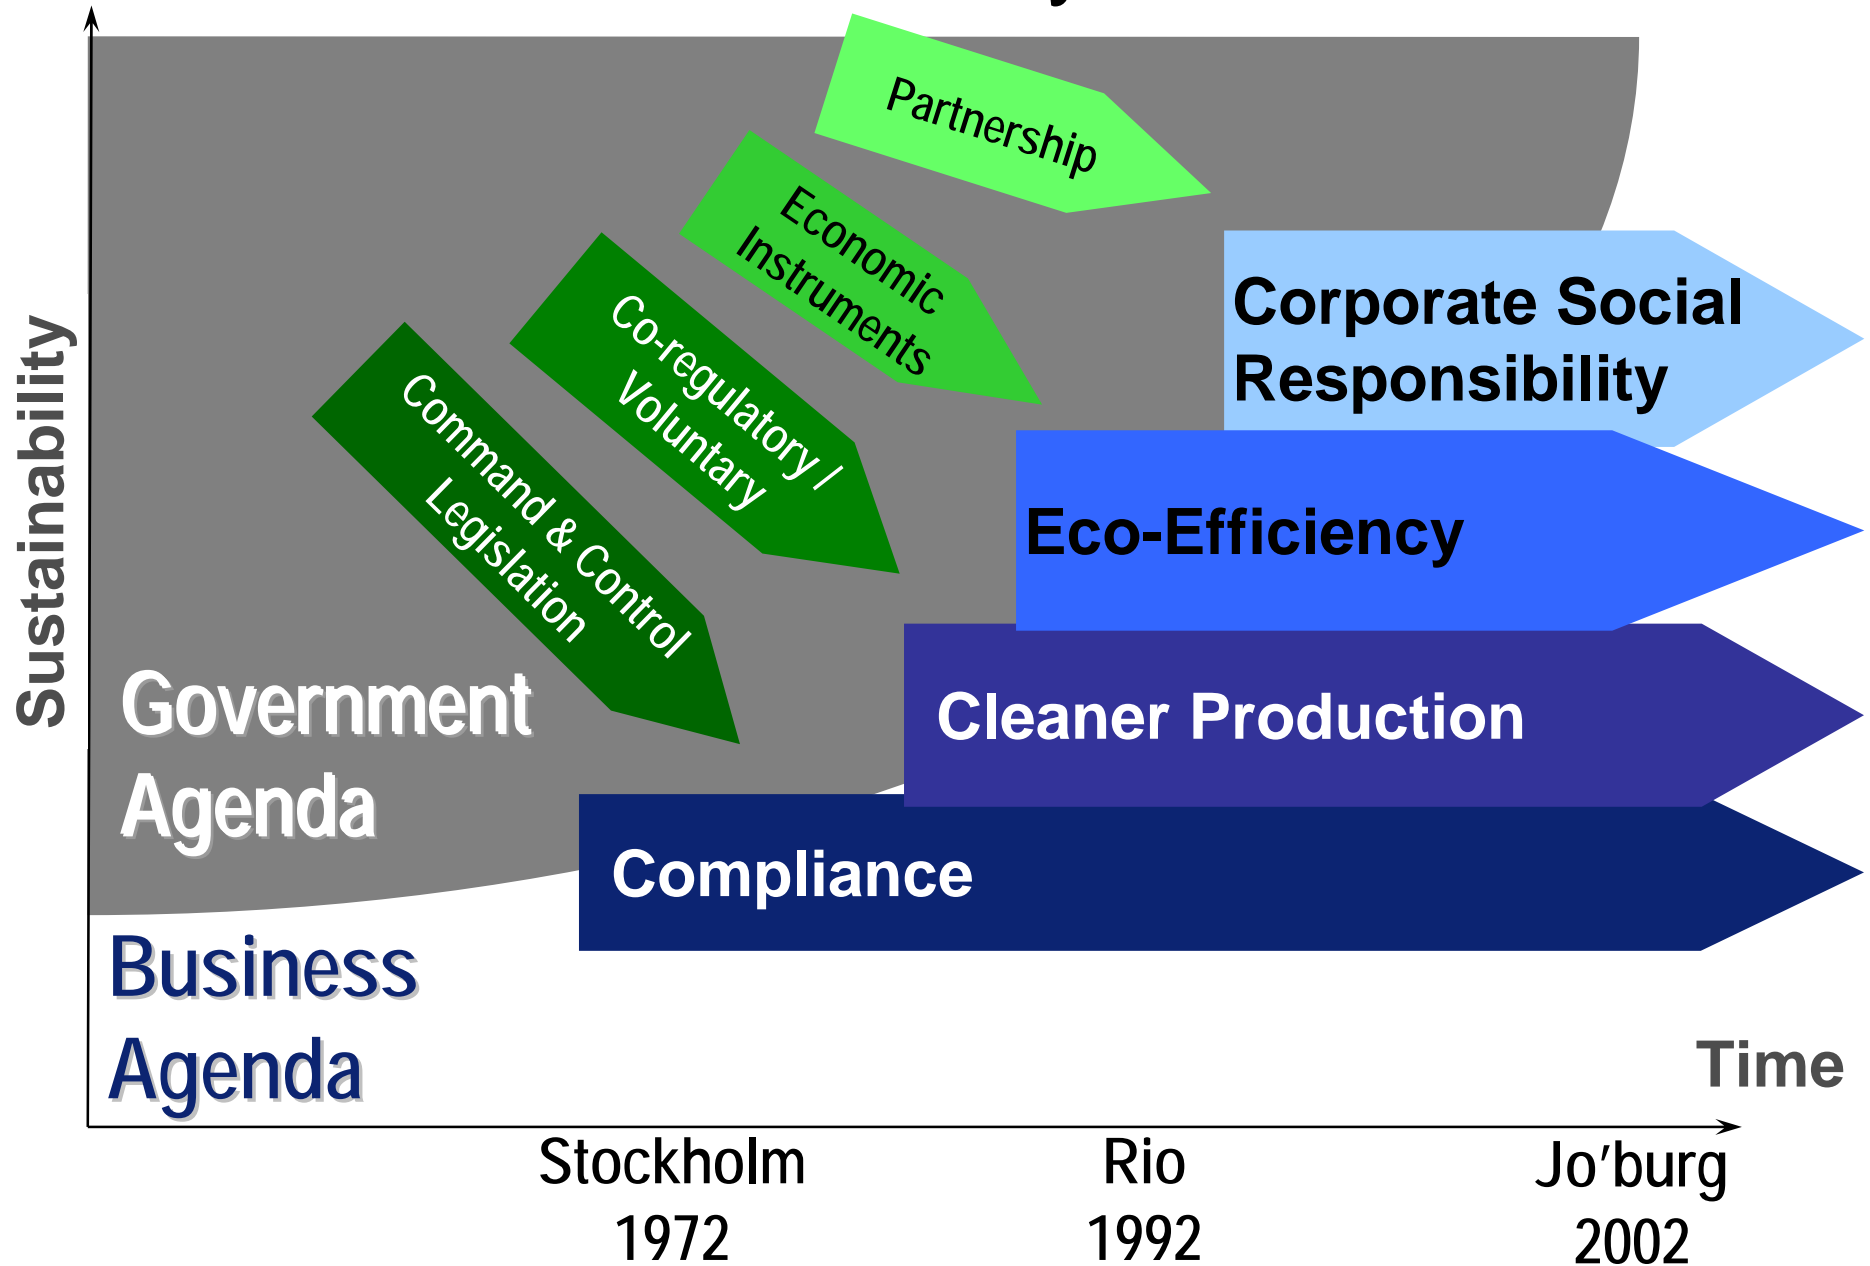 Partnership
Economic
Instruments
Co-regulatory /
Voluntary
Command & Control
Legislation
Corporate Social
Responsibility
Eco-Efficiency
Cleaner Production
Compliance
Sustainability
Government
Agenda
Business
Agenda
Time
Stockholm
1972
Rio
1992
Jo'burg
2002